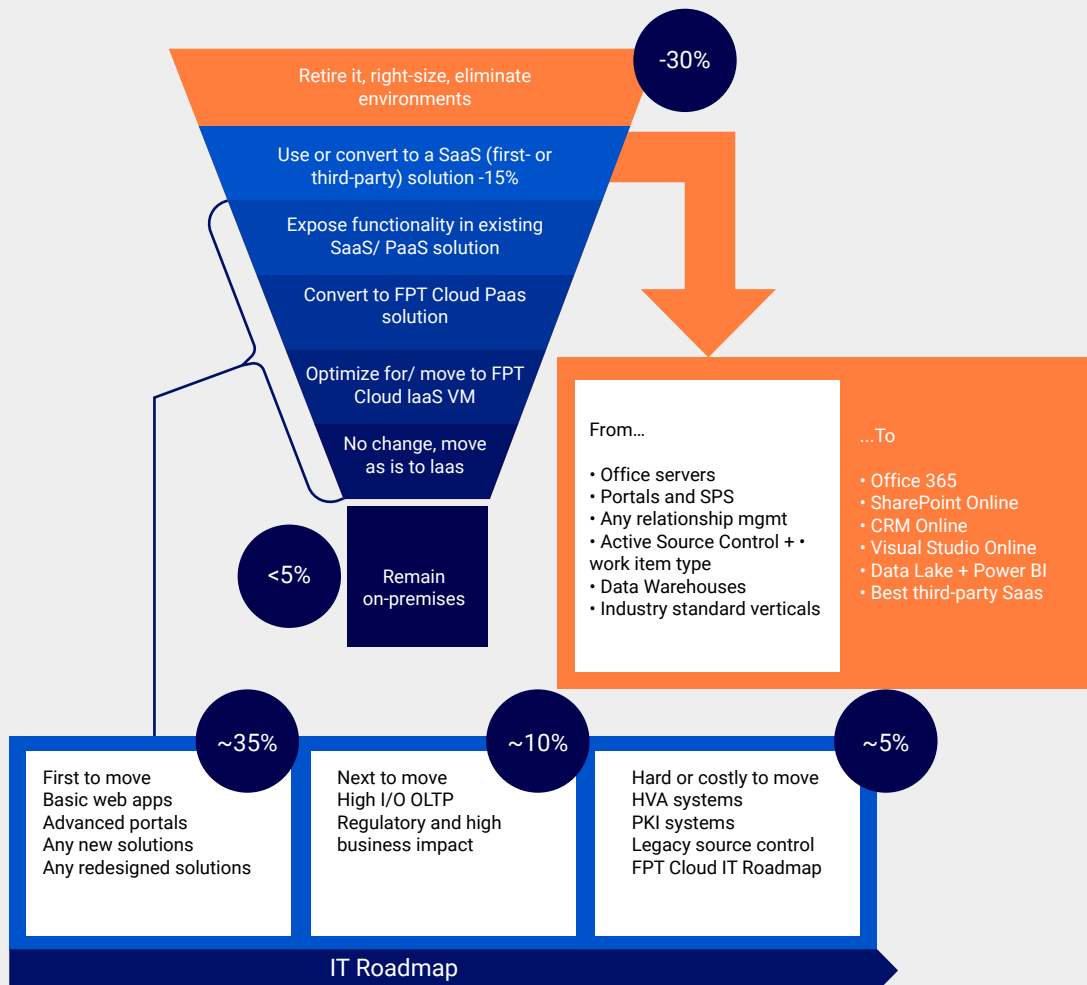 -30%
Retire it, right-size, eliminate
environments
Use or convert to a SaaS (first- or
third-party) solution -15%
Expose functionality in existing
SaaS/ PaaS solution
Convert to FPT Cloud Paas
solution
Optimize for/ move to FPT
Cloud IaaS VM
No change, move
as is to Iaas
<5%
Remain
on-premises
From…
• Office servers
• Portals and SPS
• Any relationship mgmt
• Active Source Control + •
work item type
• Data Warehouses
• Industry standard verticals
...To
• Office 365
• SharePoint Online
• CRM Online
• Visual Studio Online
• Data Lake + Power BI
• Best third-party Saas
~35%
First to move
Basic web apps
Advanced portals
Any new solutions
Any redesigned solutions
~10%
Next to move
High I/O OLTP
Regulatory and high
business impact
~5%
Hard or costly to move
HVA systems
PKI systems
Legacy source control
FPT Cloud IT Roadmap
IT Roadmap